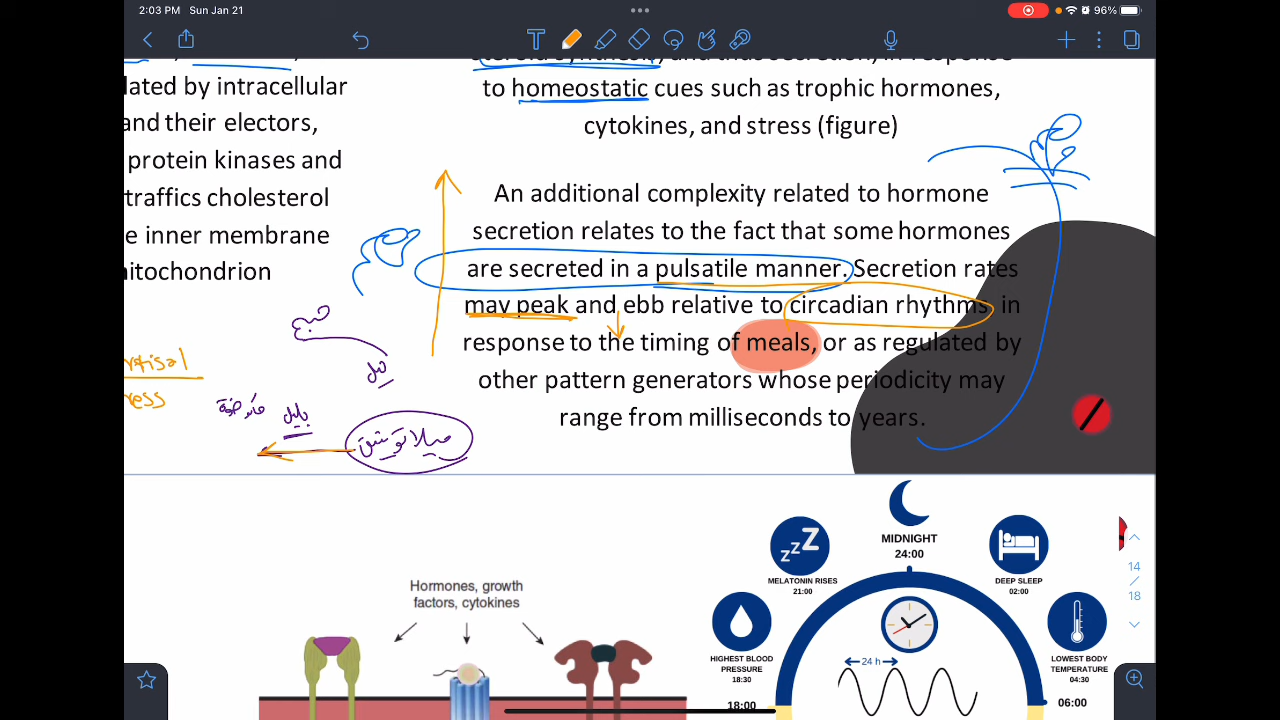 2:03 PM Sun Jan 21
96%
lated by intracellular
and their electors,
protein kinases and
traffics cholesterol
e inner membrane
mitochondrion
to homeostatic cues such as trophic hormones,
cytokines, and stress (figure)
An additional complexity related to hormone
secretion relates to the fact that some hormones
are secreted in a pulsatile manner. Secretion rates
may peak and ebb relative to circadian rhythms, in
response to the timing of meals, or as regulated by
other pattern generators whose periodicity may
range from milliseconds to years.
صبح
ليل
بليل
ميلاتونين
ress
Hormones, growth
factors, cytokines
MIDNIGHT
24:00
MELATONIN RISES
21:00
DEEP SLEEP
02:00
HIGHEST BLOOD
PRESSURE
18:30
LOWEST BODY
TEMPERATURE
04:30
24 h
18:00
06:00
14
/
18